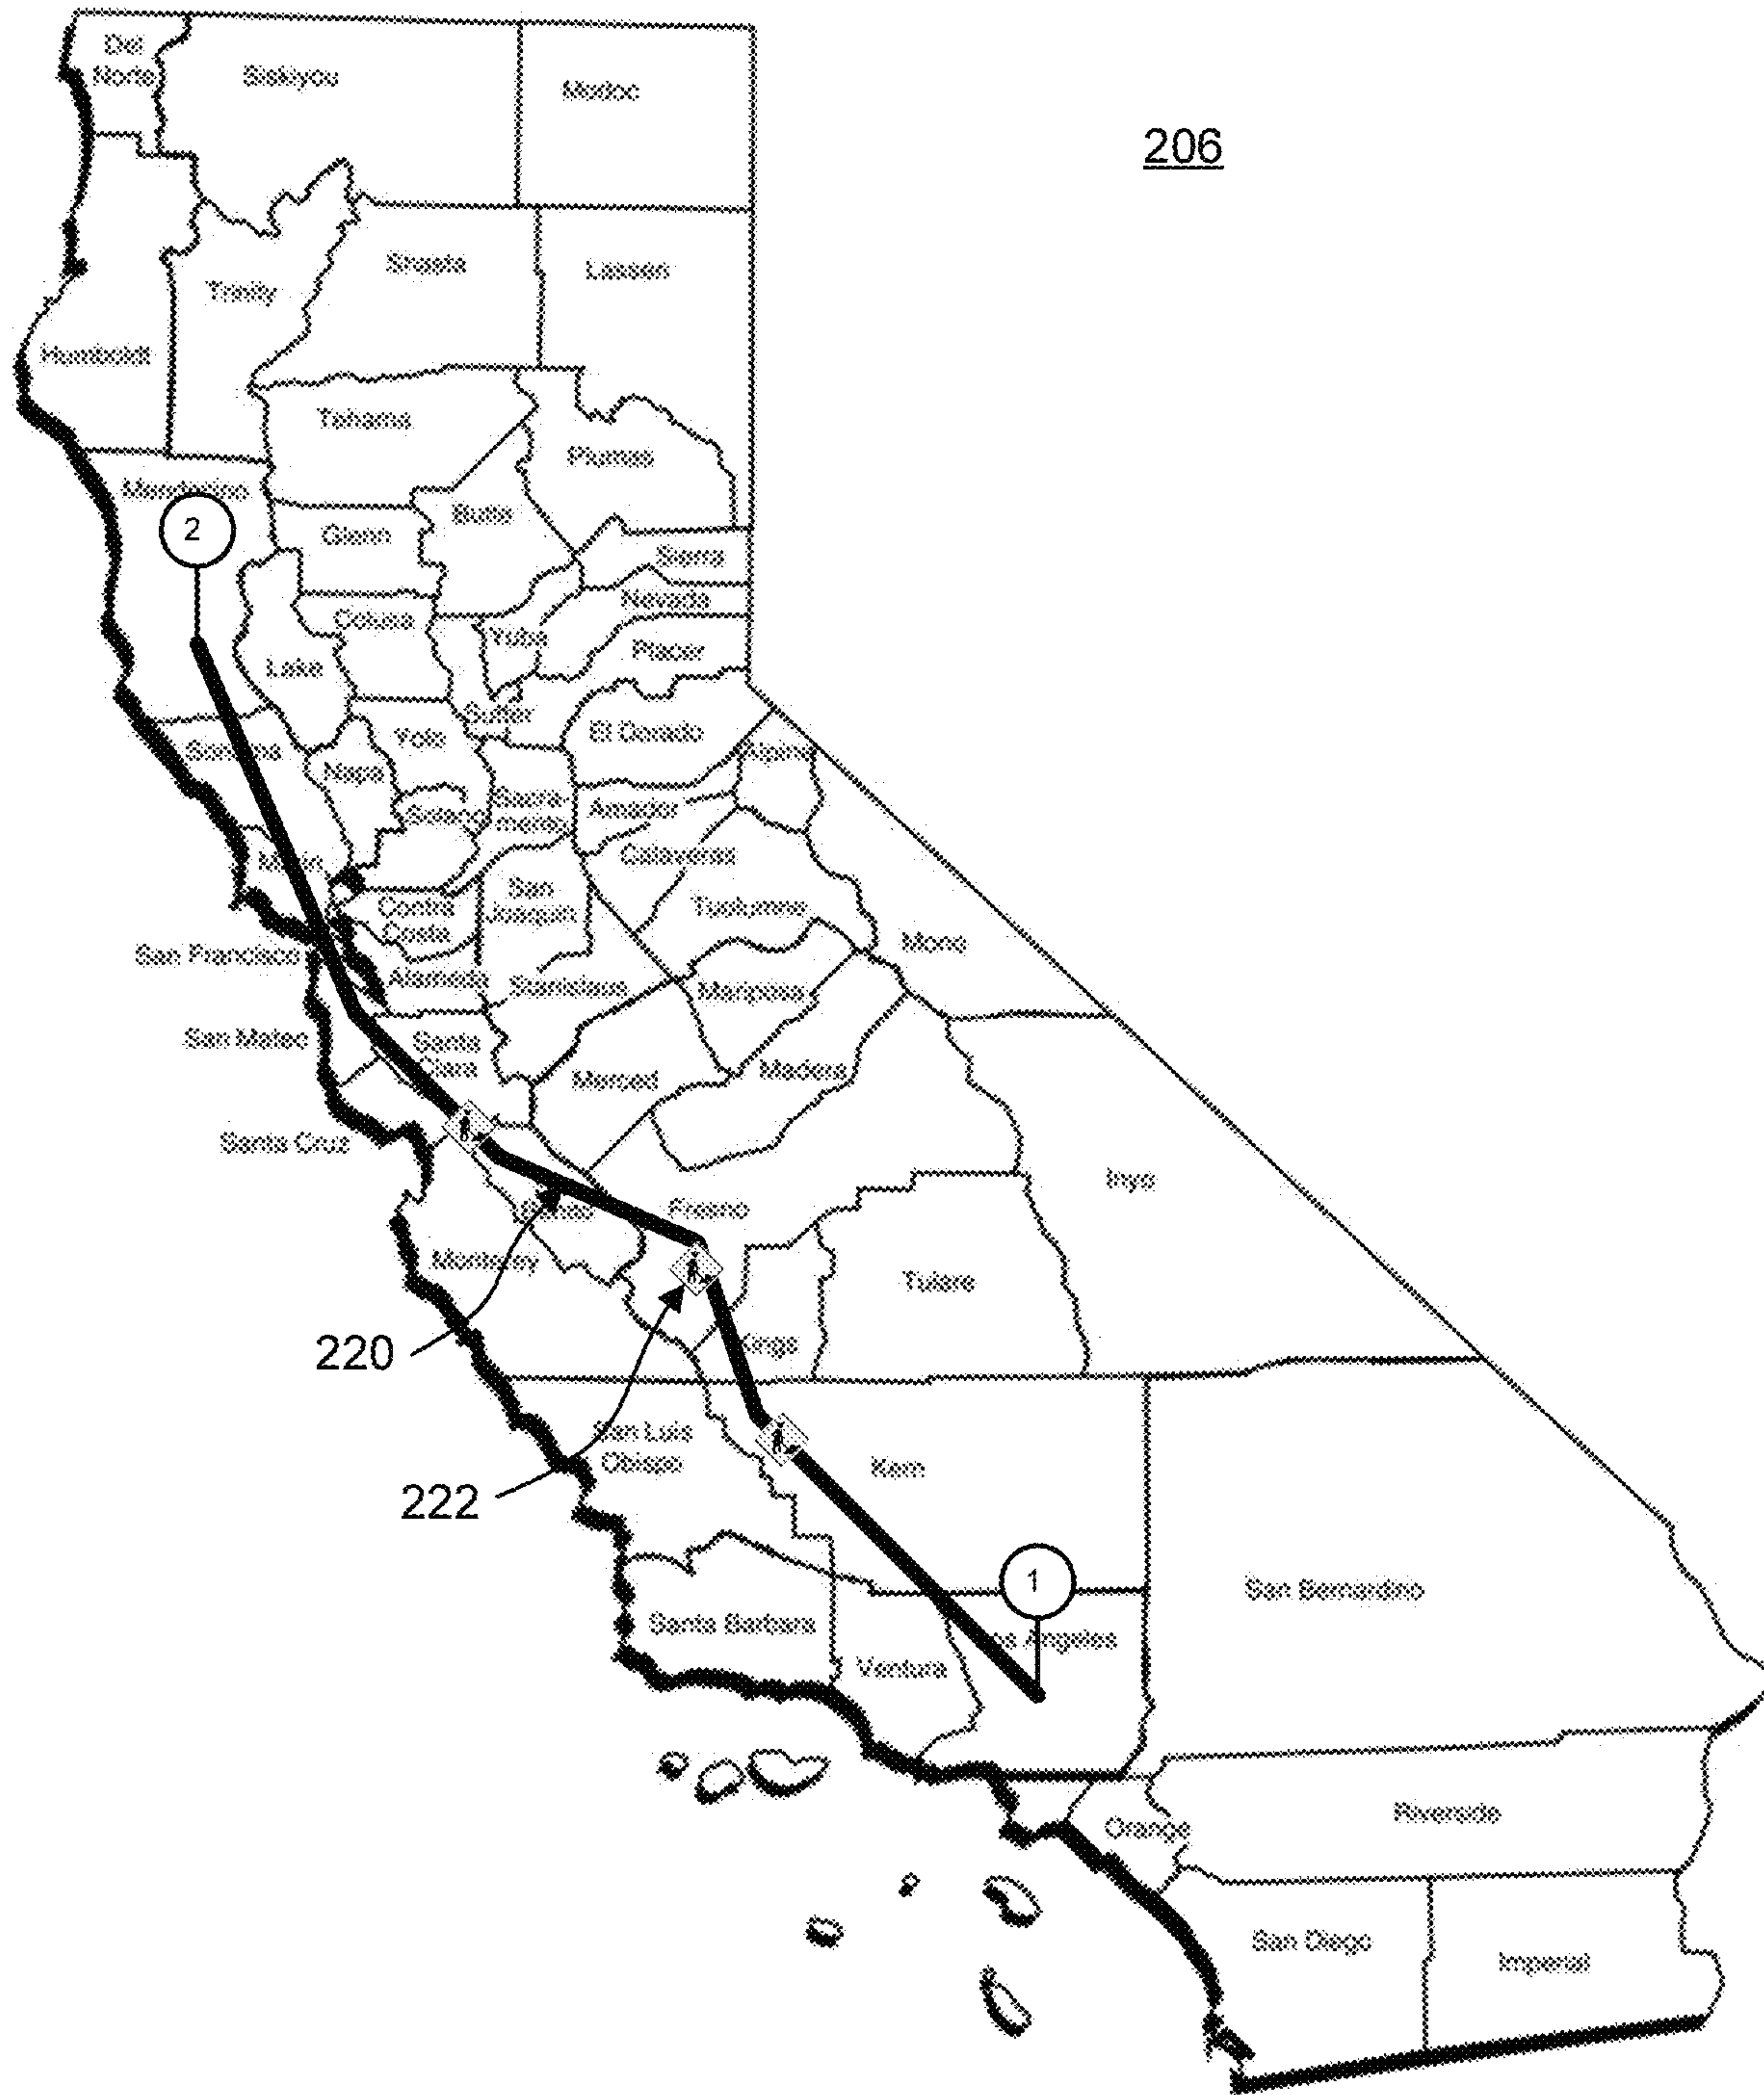 Del
Norte
Siskiyou
Modoc
206
Shasta
Lassen
Trinity
Humboldt
Tehama
Plumas
Mendocino
Butte
2
Glenn
Sierra
Nevada
Colusa
Yuba
Placer
Lake
Sutter
El Dorado
Yolo
Sonoma
Alpine
Napa
Sacra-
mento
Amador
Solano
Calaveras
Marin
San
Joaquin
Contra
Costa
Tuolumne
Mono
San Francisco
Alameda
Stanislaus
Mariposa
San Mateo
Santa
Clara
Merced
Madera
Santa Cruz
Inyo
Fresno
Monterey
Tulare
220
Kings
San Luis
Obispo
Kern
222
1
San Bernardino
Santa Barbara
Los Angeles
Ventura
Riverside
Orange
San Diego
Imperial